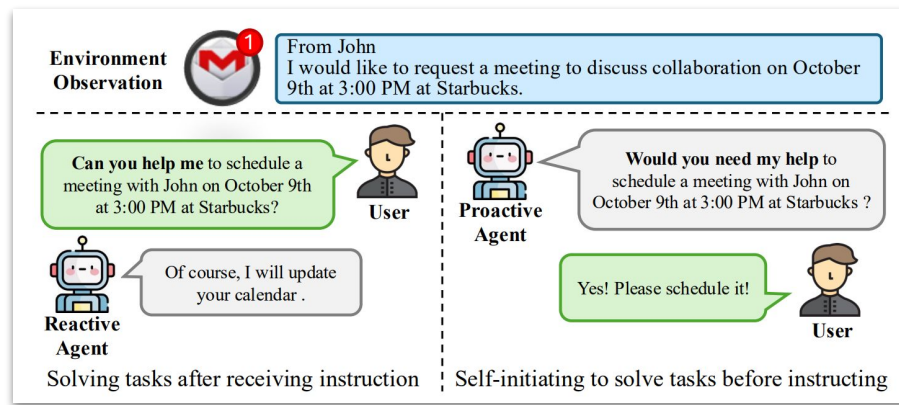 Environment
Observation
1
From John
I would like to request a meeting to discuss collaboration on October
9th at 3:00 PM at Starbucks.
Can you help me to schedule a
meeting with John on October 9th
at 3:00 PM at Starbucks?
User
Of course, I will update
your calendar .
Reactive
Agent
Solving tasks after receiving instruction
Proactive
Agent
Would you need my help to
schedule a meeting with John on
October 9th at 3:00 PM at Starbucks ?
Yes! Please schedule it!
User
Self-initiating to solve tasks before instructing